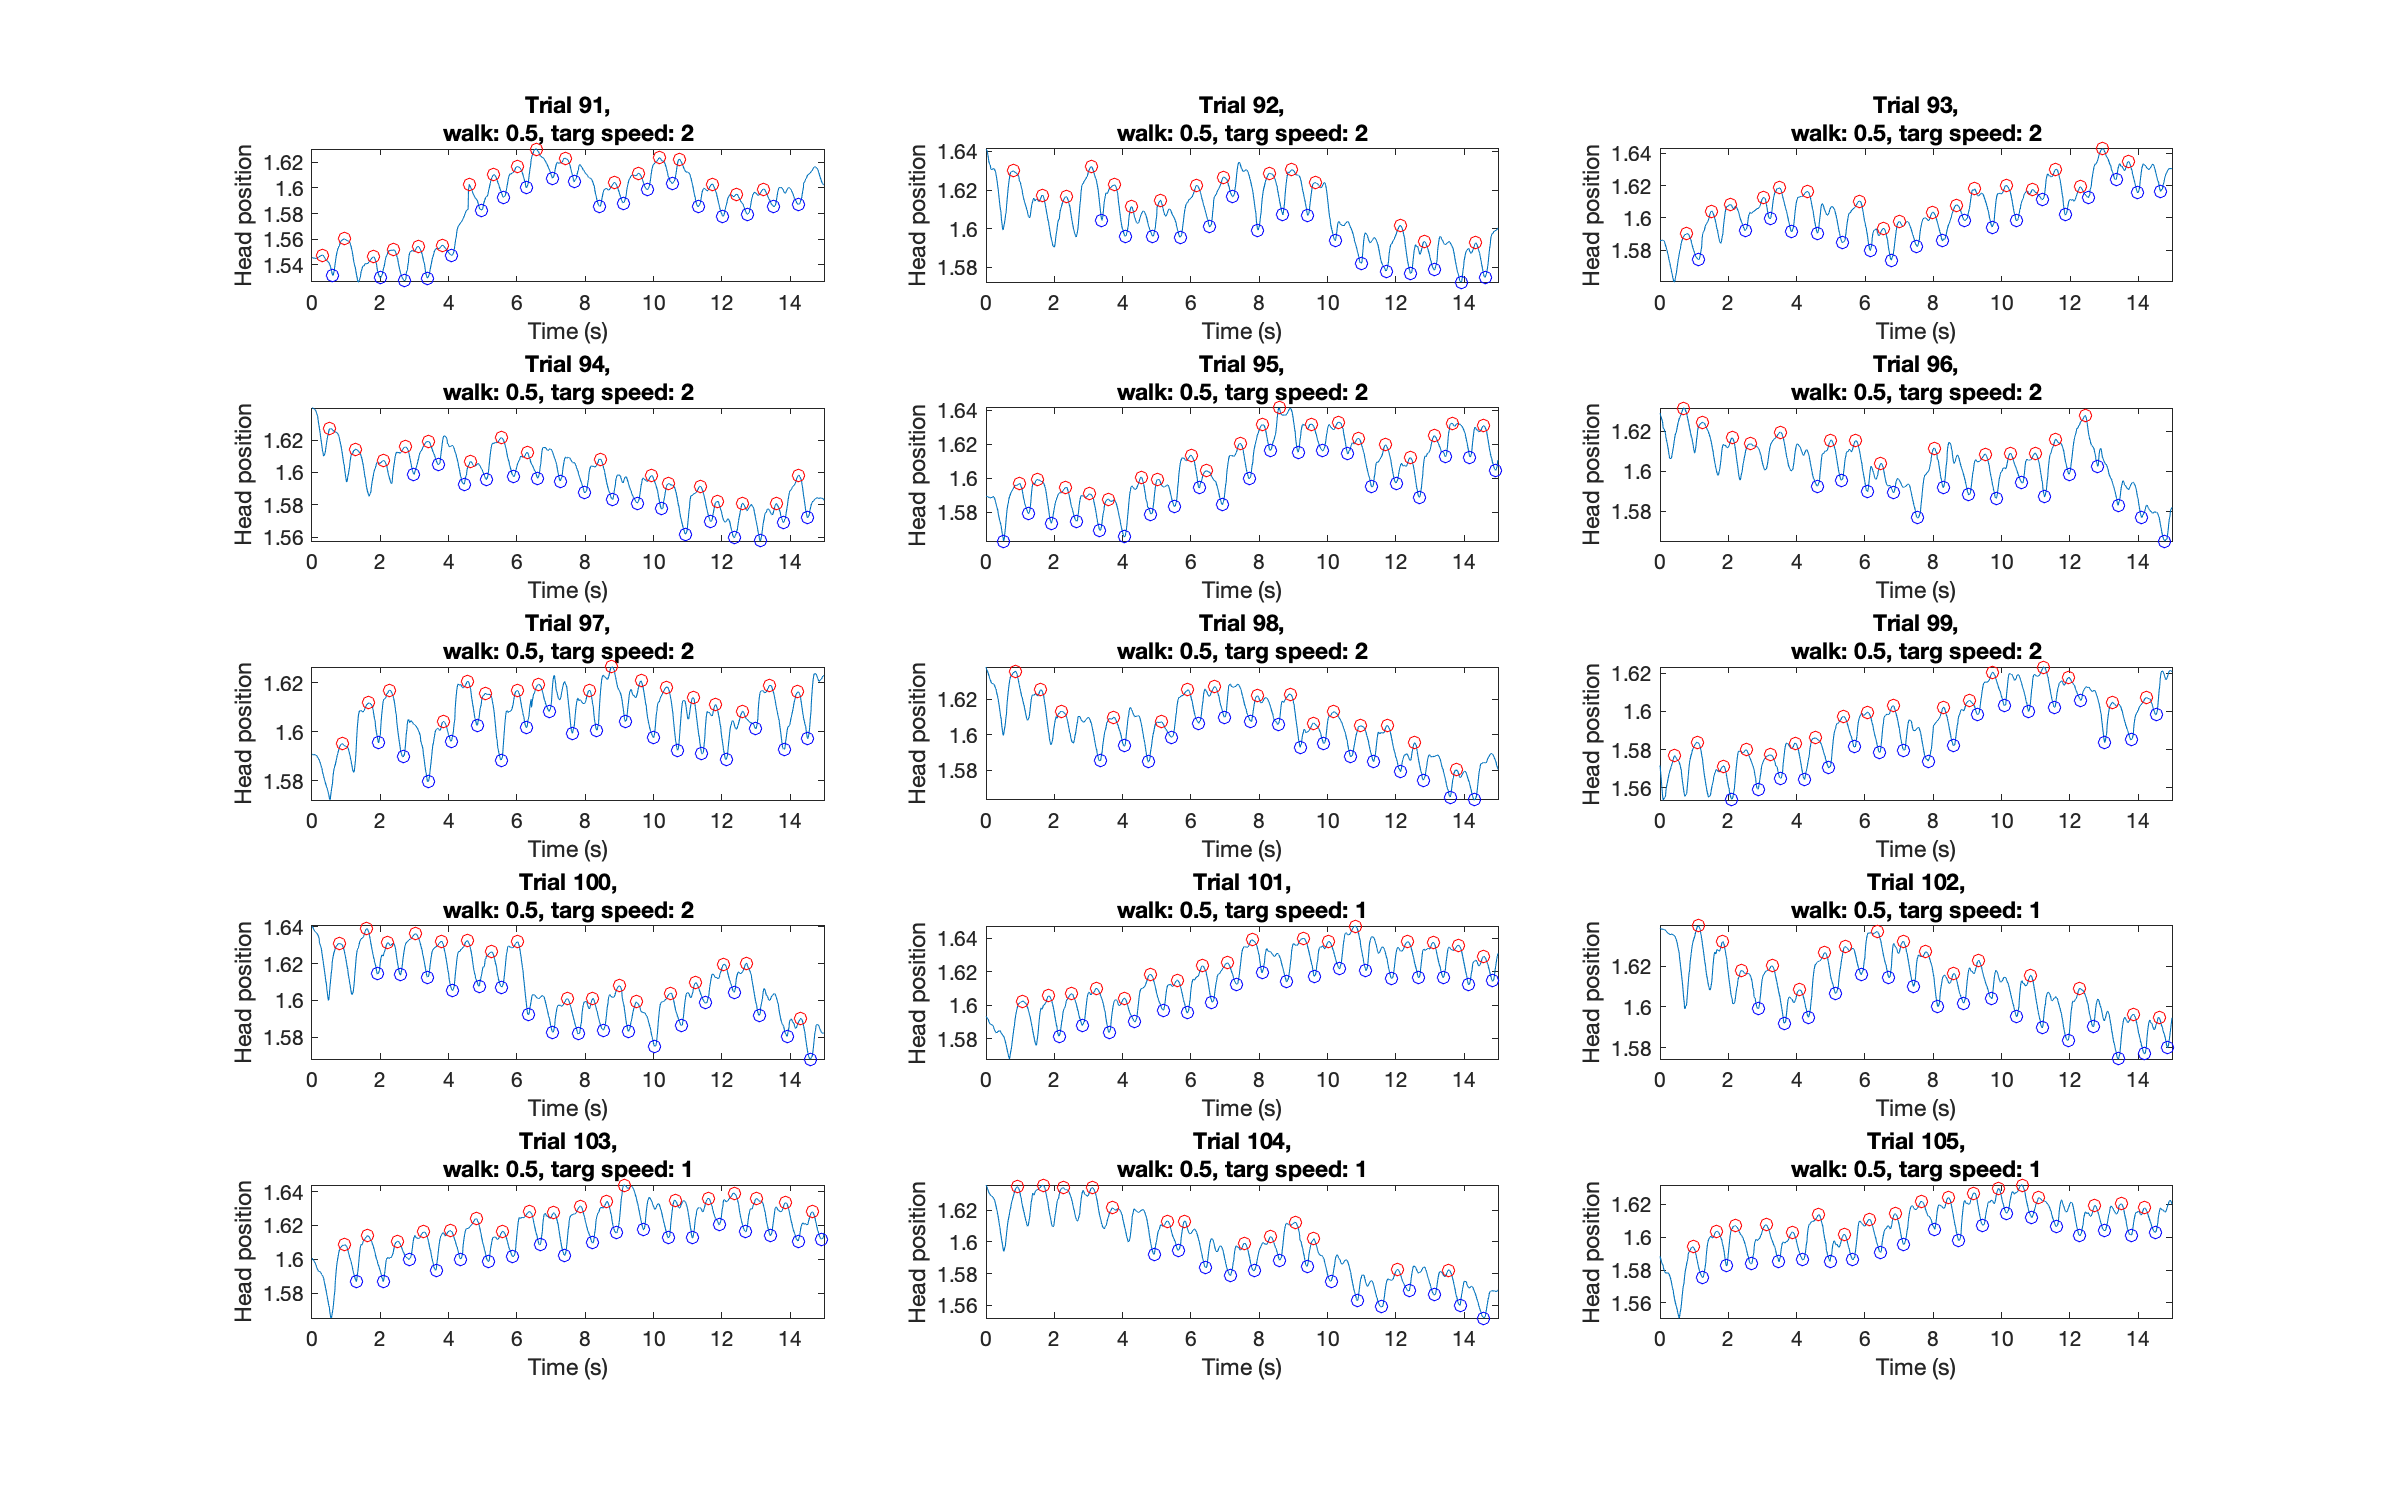 Trial 91,
walk: 0.5, targ speed: 2
Head position
1.62
1.6
1.58
1.56
1.54
0 2 4 6 8 10 12 14
Time (s)
Trial 92,
walk: 0.5, targ speed: 2
Head position
1.64
1.62
1.6
1.58
0 2 4 6 8 10 12 14
Time (s)
Trial 93,
walk: 0.5, targ speed: 2
Head position
1.64
1.62
1.6
1.58
0 2 4 6 8 10 12 14
Time (s)
Trial 94,
walk: 0.5, targ speed: 2
Head position
1.62
1.6
1.58
1.56
0 2 4 6 8 10 12 14
Time (s)
Trial 95,
walk: 0.5, targ speed: 2
Head position
1.64
1.62
1.6
1.58
0 2 4 6 8 10 12 14
Time (s)
Trial 96,
walk: 0.5, targ speed: 2
Head position
1.62
1.6
1.58
0 2 4 6 8 10 12 14
Time (s)
Trial 97,
walk: 0.5, targ speed: 2
Head position
1.62
1.6
1.58
0 2 4 6 8 10 12 14
Time (s)
Trial 98,
walk: 0.5, targ speed: 2
Head position
1.62
1.6
1.58
0 2 4 6 8 10 12 14
Time (s)
Trial 99,
walk: 0.5, targ speed: 2
Head position
1.62
1.6
1.58
1.56
0 2 4 6 8 10 12 14
Time (s)
Trial 100,
walk: 0.5, targ speed: 2
Head position
1.64
1.62
1.6
1.58
0 2 4 6 8 10 12 14
Time (s)
Trial 101,
walk: 0.5, targ speed: 1
Head position
1.64
1.62
1.6
1.58
0 2 4 6 8 10 12 14
Time (s)
Trial 102,
walk: 0.5, targ speed: 1
Head position
1.62
1.6
1.58
0 2 4 6 8 10 12 14
Time (s)
Trial 103,
walk: 0.5, targ speed: 1
Head position
1.64
1.62
1.6
1.58
0 2 4 6 8 10 12 14
Time (s)
Trial 104,
walk: 0.5, targ speed: 1
Head position
1.62
1.6
1.58
1.56
0 2 4 6 8 10 12 14
Time (s)
Trial 105,
walk: 0.5, targ speed: 1
Head position
1.62
1.6
1.58
1.56
0 2 4 6 8 10 12 14
Time (s)